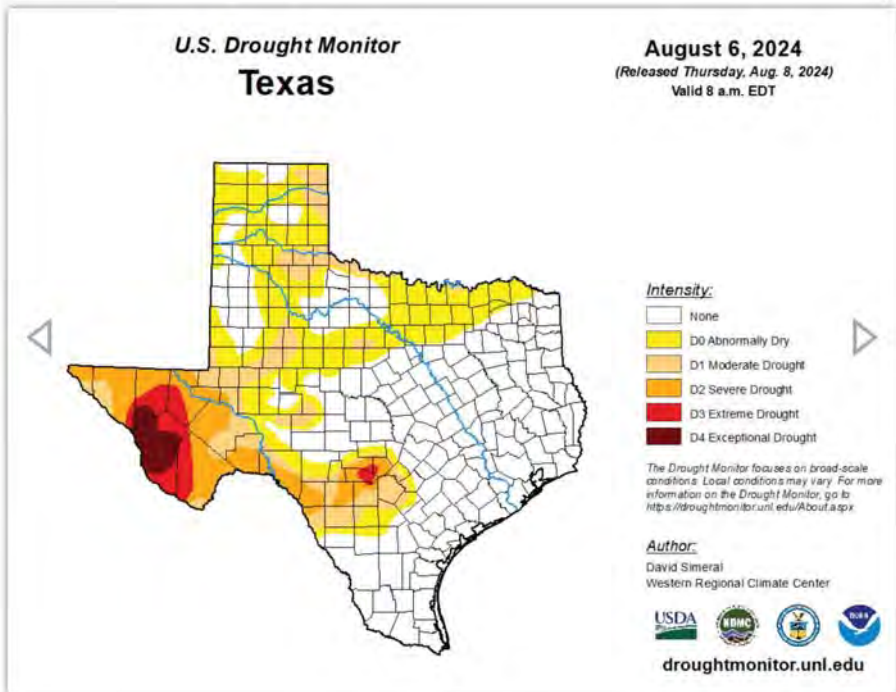 U.S. Drought Monitor
Texas
August 6, 2024
(Released Thursday, Aug. 8, 2024)
Valid 8 a.m. EDT
Intensity:
None
D0 Abnormally Dry
D1 Moderate Drought
D2 Severe Drought
D3 Extreme Drought
D4 Exceptional Drought
The Drought Monitor focuses on broad-scale
conditions. Local conditions may vary. For more
information on the Drought Monitor, go to
https://droughtmonitor.unl.edu/About.aspx
Author:
David Simeral
Western Regional Climate Center
USDA
NDMC
NOAA
droughtmonitor.unl.edu